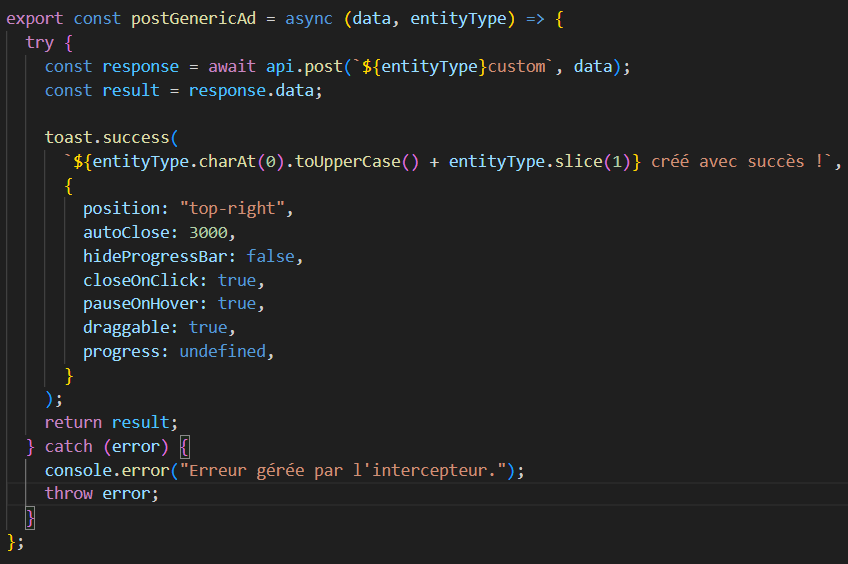 export const postGenericAd = async (data, entityType) => {
try {
const response = await api.post(`${entityType}custom`, data);
const result = response.data;
toast.success(
`${entityType.charAt(0).toUpperCase() + entityType.slice(1)} créé avec succès !`,
{
position: "top-right",
autoClose: 3000,
hideProgressBar: false,
closeOnClick: true,
pauseOnHover: true,
draggable: true,
progress: undefined,
}
);
return result;
} catch (error) {
console.error("Erreur gérée par l'intercepteur.");
throw error;
}
};